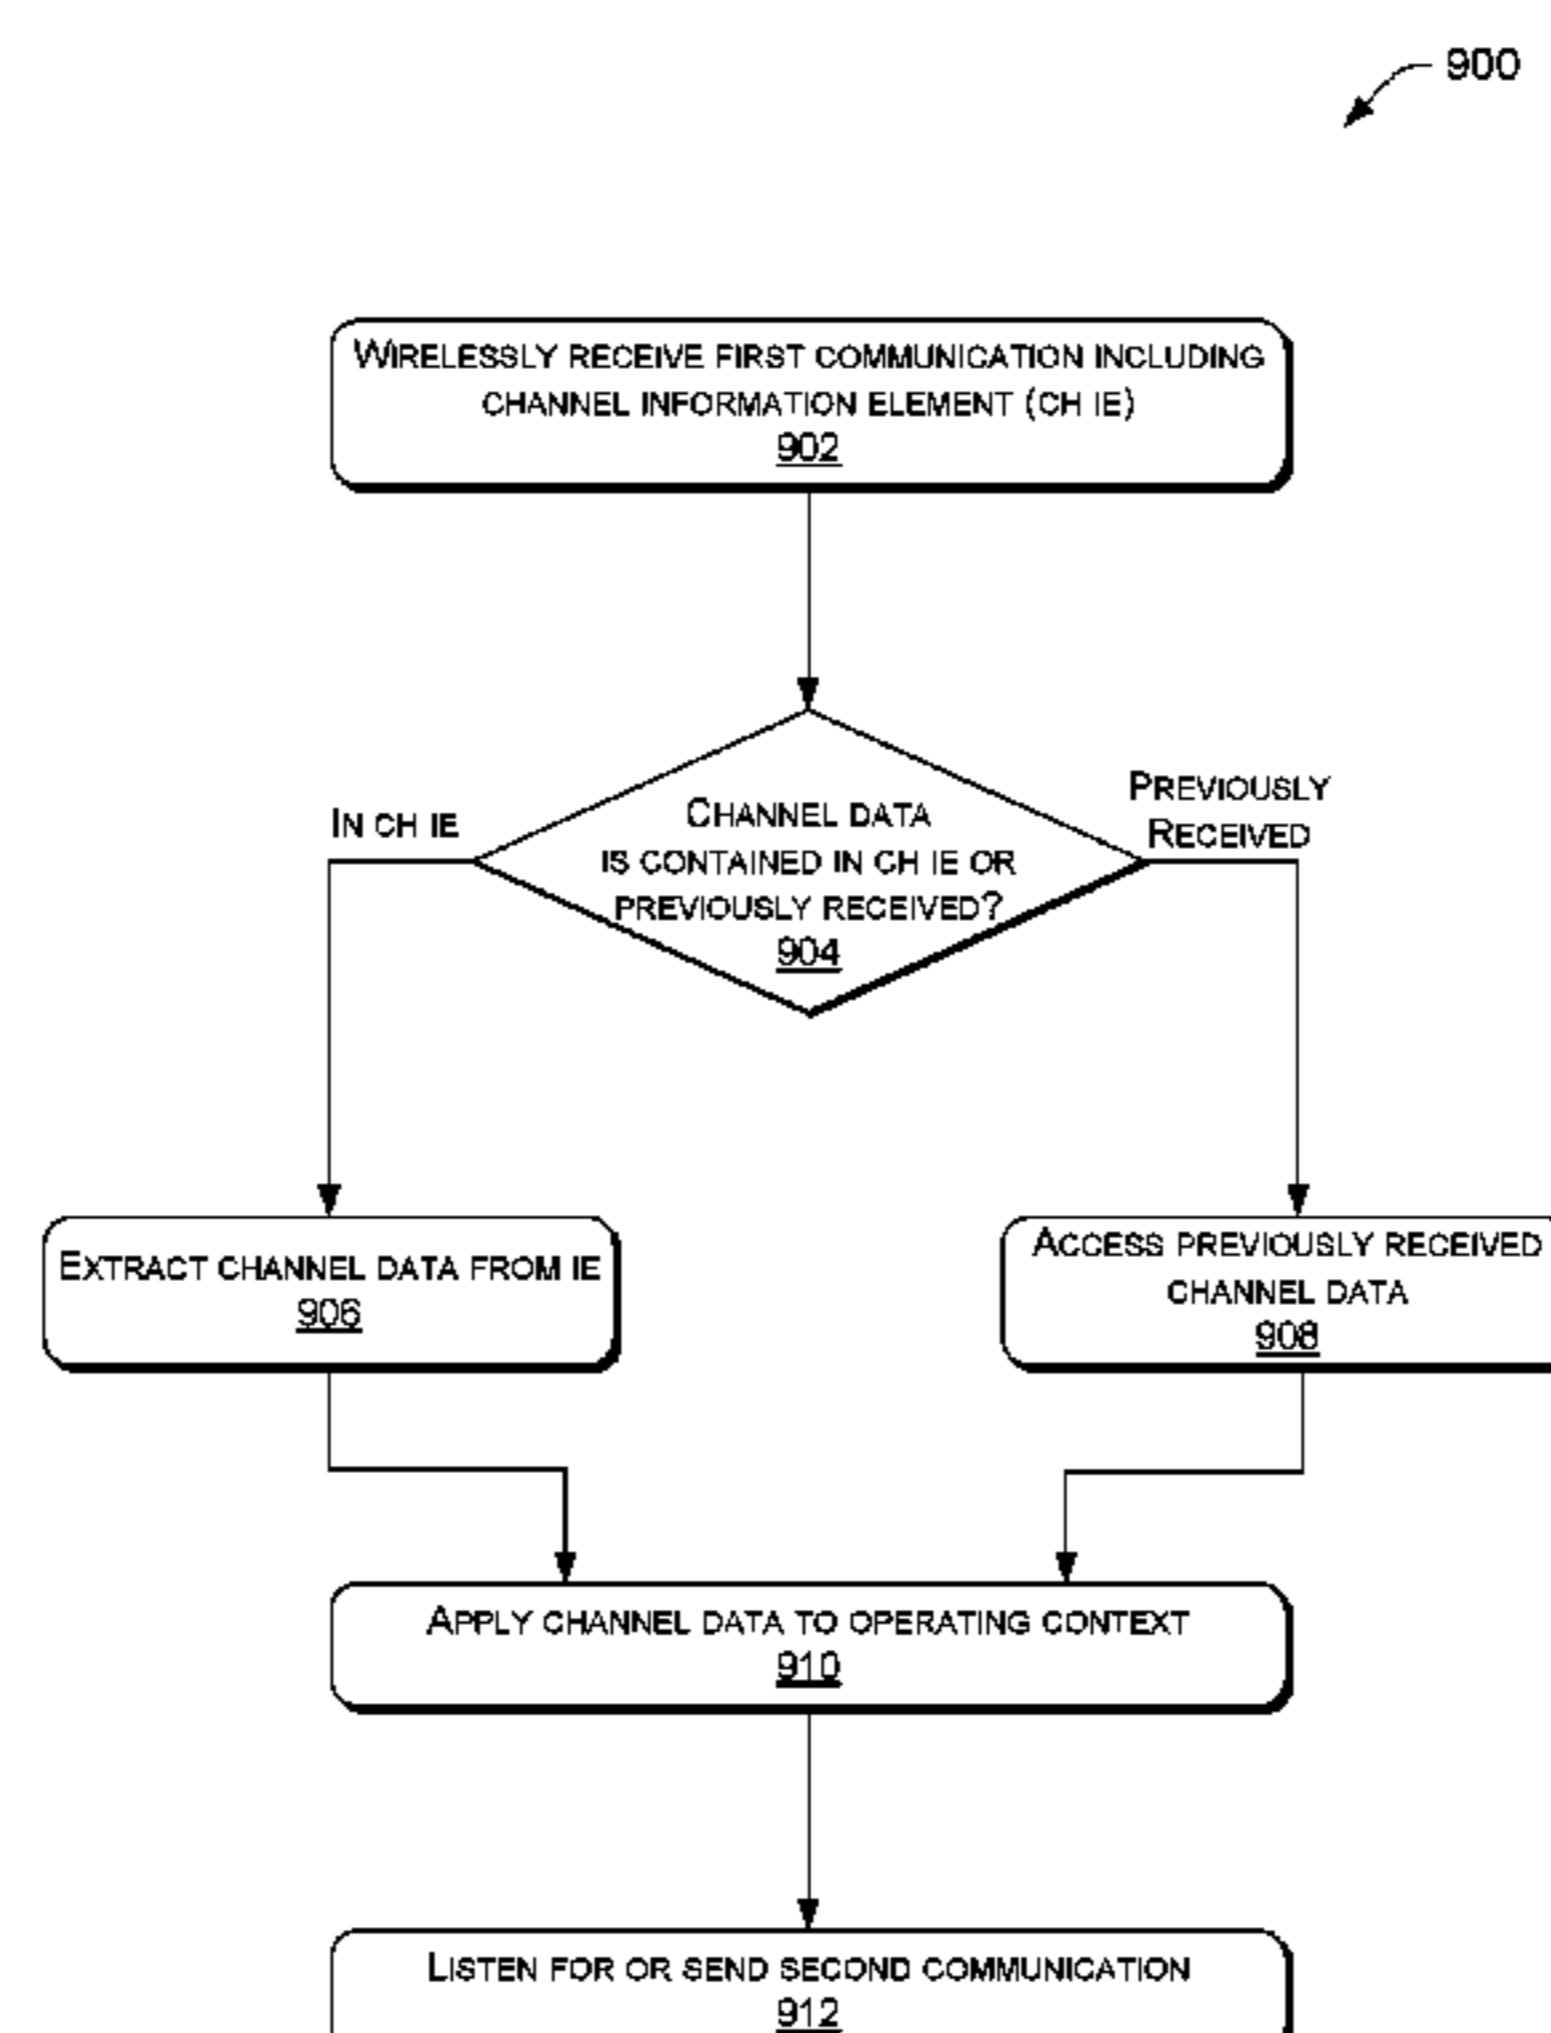 900
WIRELESSLY RECEIVE FIRST COMMUNICATION INCLUDING
CHANNEL INFORMATION ELEMENT (CH IE)
902
IN CH IE
PREVIOUSLY
RECEIVED
CHANNEL DATA
IS CONTAINED IN CH IE OR
PREVIOUSLY RECEIVED?
904
EXTRACT CHANNEL DATA FROM IE
906
ACCESS PREVIOUSLY RECEIVED
CHANNEL DATA
908
APPLY CHANNEL DATA TO OPERATING CONTEXT
910
LISTEN FOR OR SEND SECOND COMMUNICATION
912